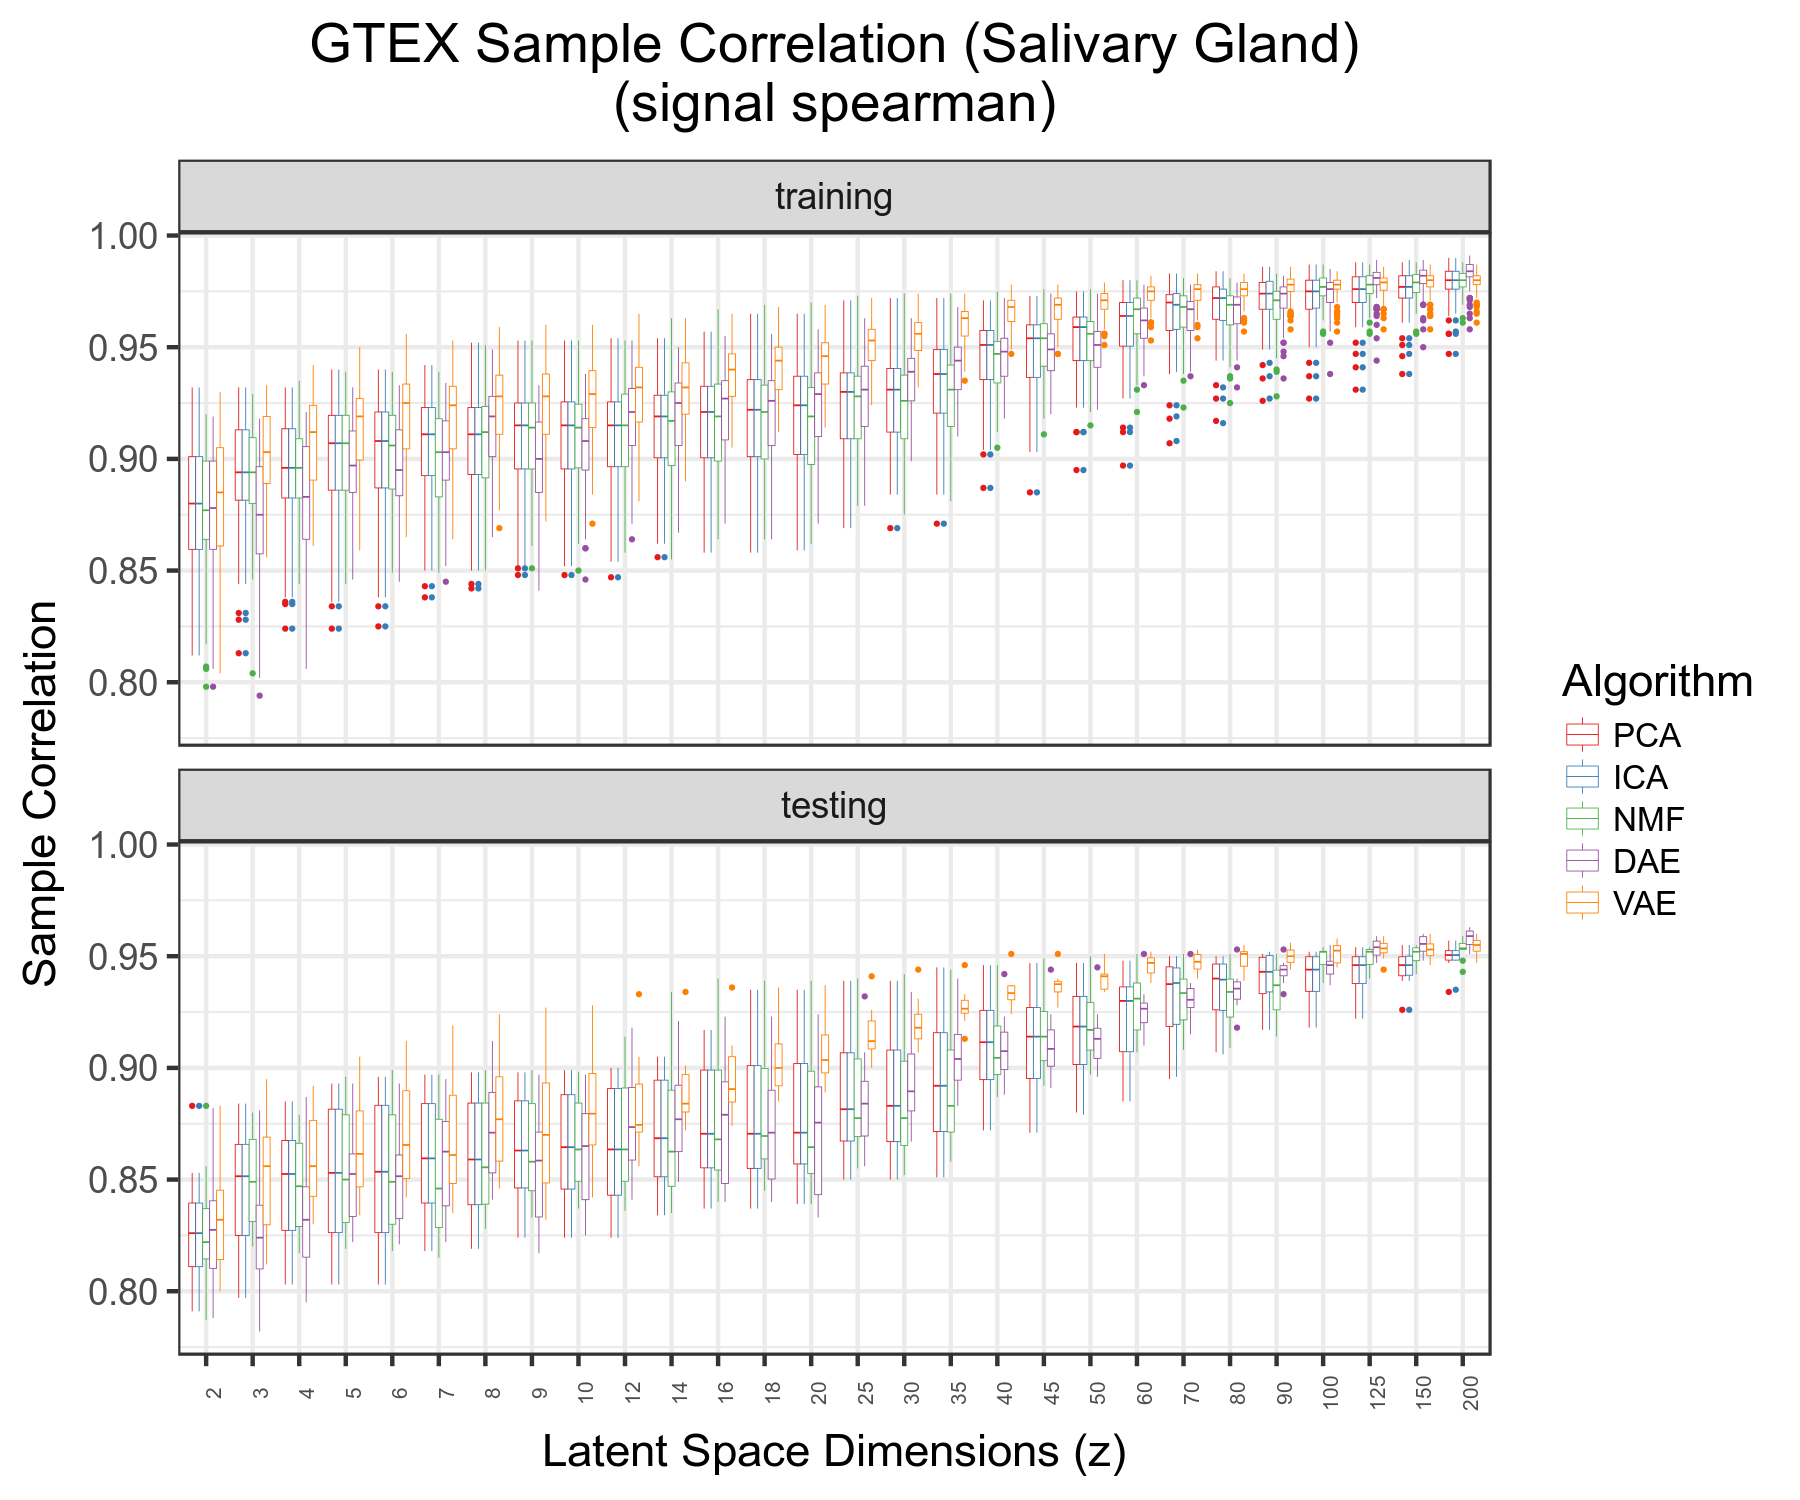 GTEX Sample Correlation (Salivary Gland)
(signal spearman)
training
1.00
0.95
0.90
0.85
0.80
testing
1.00
0.95
0.90
0.85
0.80
Sample Correlation
2 3 4 5 6 7 8 9 10 12 14 16 18 20 25 30 35 40 45 50 60 70 80 90 100 125 150 200
Latent Space Dimensions (z)
Algorithm
PCA
ICA
NMF
DAE
VAE